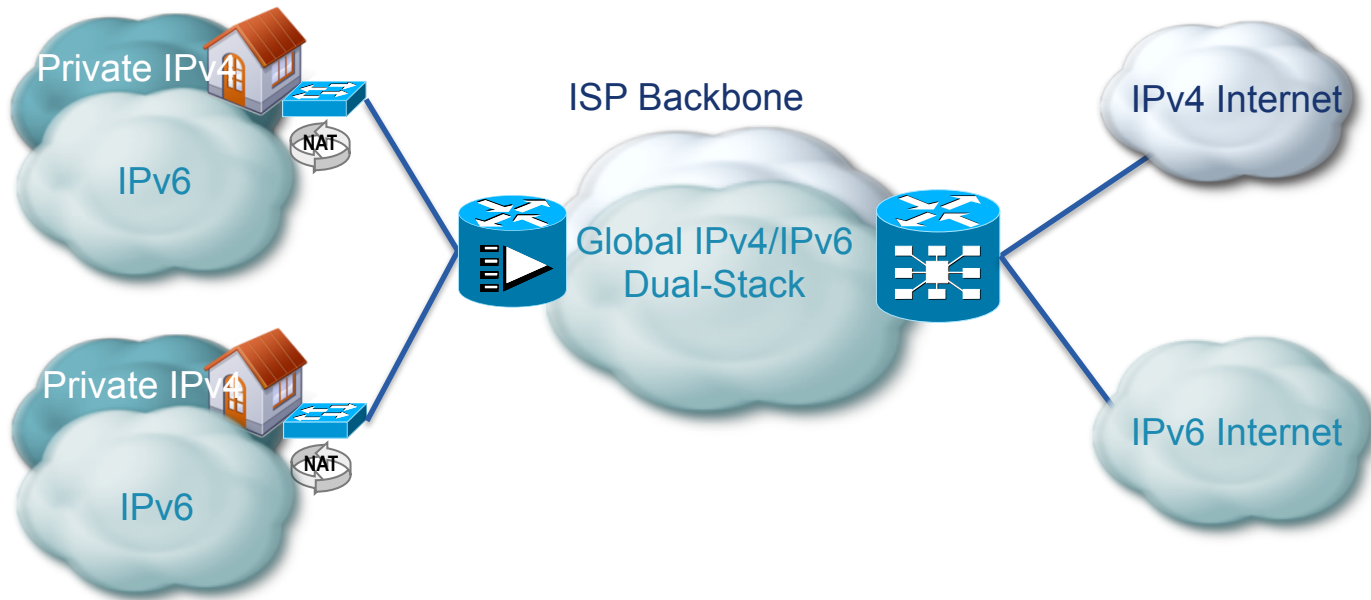 Private IPv4
NAT
IPv6
Private IPv4
NAT
IPv6
ISP Backbone
Global IPv4/IPv6
Dual-Stack
IPv4 Internet
IPv6 Internet